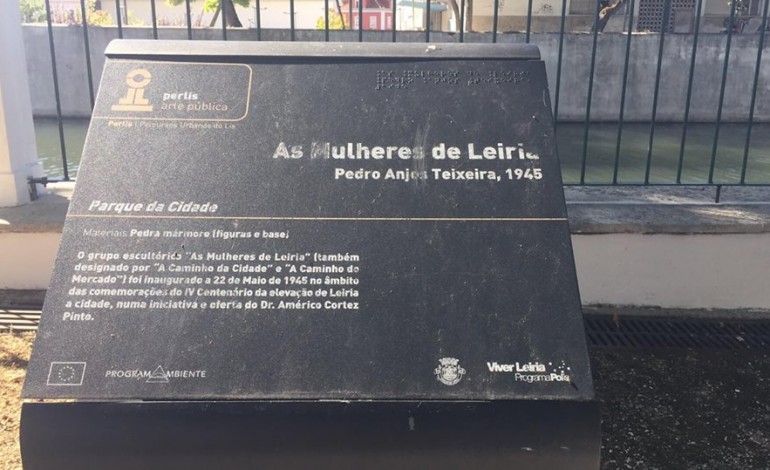 perlis
arte pública
Perlis | Percursos Urbanos do Lis
As Mulheres de Leiria
Pedro Anjos Teixeira, 1945
Parque da Cidade
Materiais Pedra mármore (figuras e base)
O grupo escultórico "As Mulheres de Leiria" (também
designado por "A Caminho da Cidade" e "A Caminho do
Mercado") foi inaugurado a 22 de Maio de 1945 no âmbito
das comemorações do IV Centenário da elevação de Leiria
a cidade, numa iniciativa e oferta do Dr. Américo Cortez
Pinto.
PROGRAMAMBIENTE
Viver Leiria
ProgramaPolis